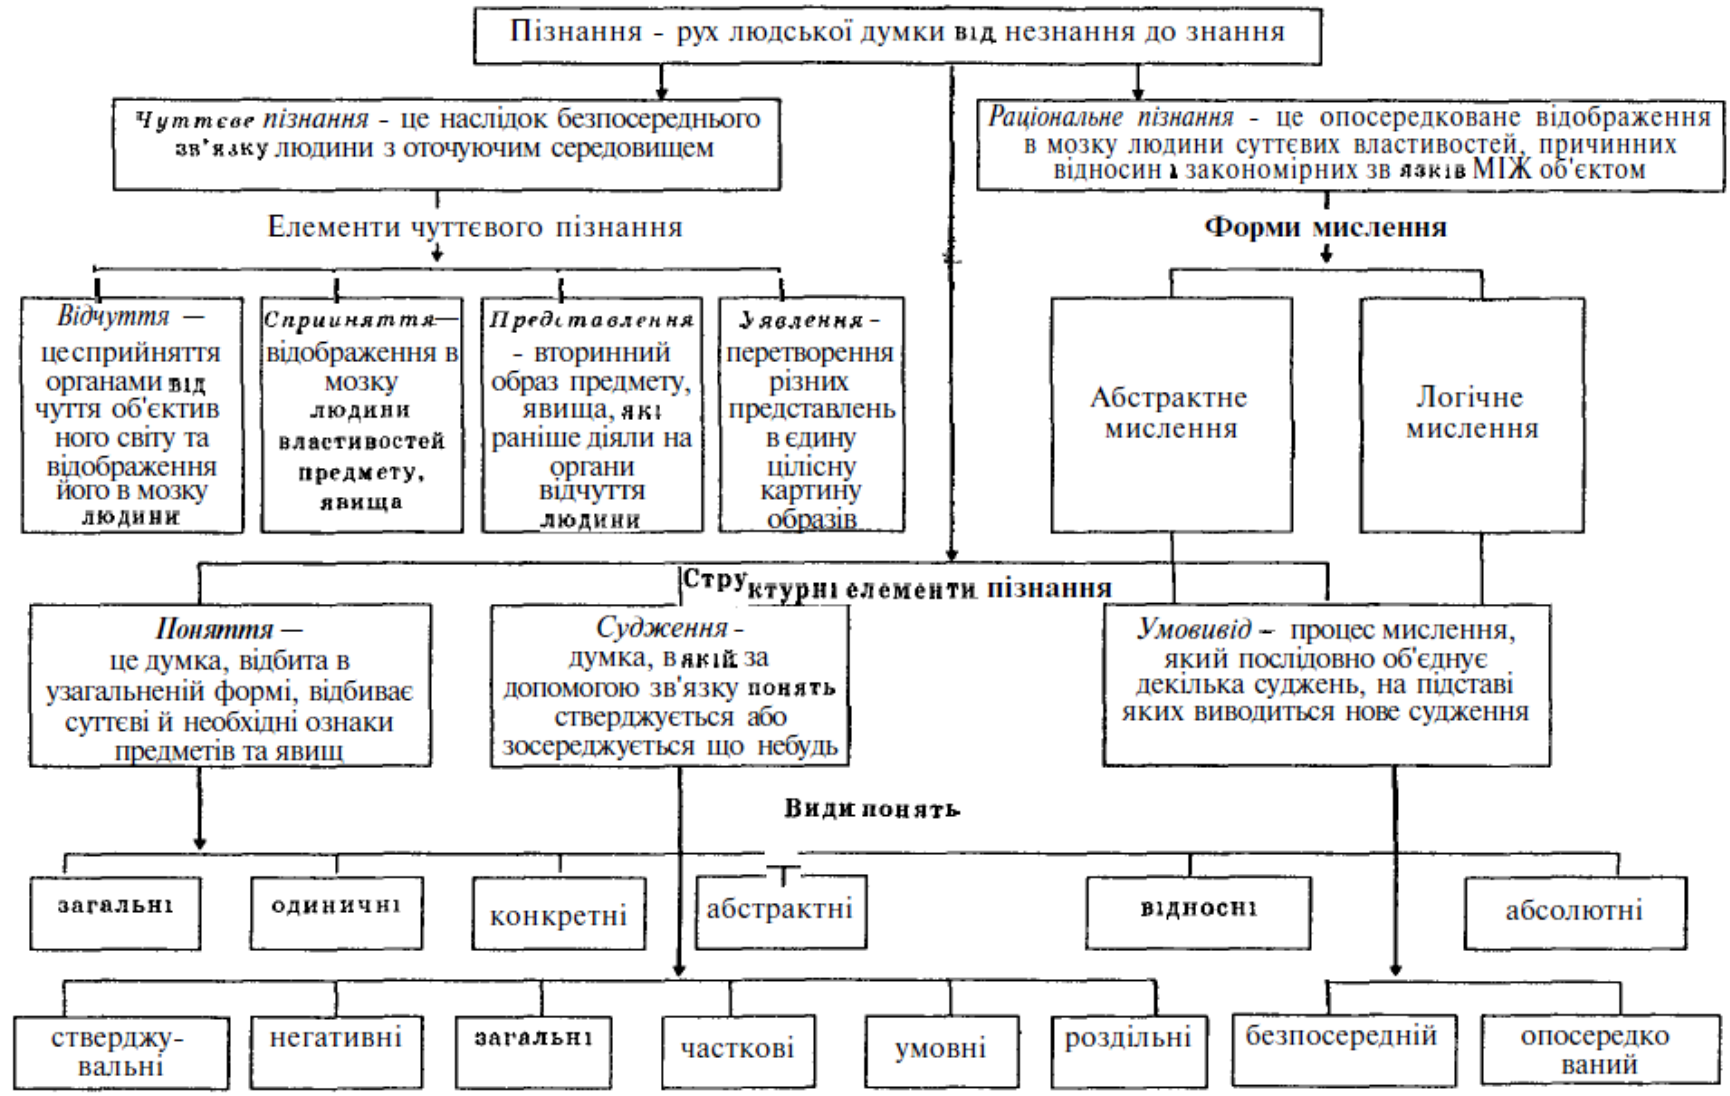 Пізнання - рух людської думки від незнання до знання
Чуттєве пізнання - це наслідок безпосереднього
зв'язку людини з оточуючим середовищем
Раціональне пізнання - це опосредковане відображення
в мозку людини суттєвих властивостей, причинних
відносин і закономірних зв язків МІЖ об'єктом
Елементи чуттєвого пізнання
Форми мислення
Відчуття —
це сприйняття
органами від
чуття об'єктив
ного світу та
відображення
його в мозку
людини
Сприиняття—
відображення в
мозку
людини
властивостей
предмету,
явища
Представлення
- вторинний
образ предмету,
явища, які
раніше діяли на
органи
відчуття
людини
Уявлення -
перетворення
різних
представлень
в єдину
цілісну
картину
образів
Абстрактне
мислення
Логічне
мислення
Структурні елементи пізнання
Поняття —
це думка, відбита в
узагальненій формі, відбиває
суттєві й необхідні ознаки
предметів та явищ
Судження -
думка, в якій за
допомогою зв'язку понять
стверджується або
зосереджується що небудь
Умовивід – процес мислення,
який послідовно об'єднує
декілька суджень, на підставі
яких виводиться нове судження
Види понять
загальні
одиничні
конкретні
абстрактні
відносні
абсолютні
стверджу-
вальні
негативні
загальні
часткові
умовні
роздільні
безпосередній
опосередко
ваний